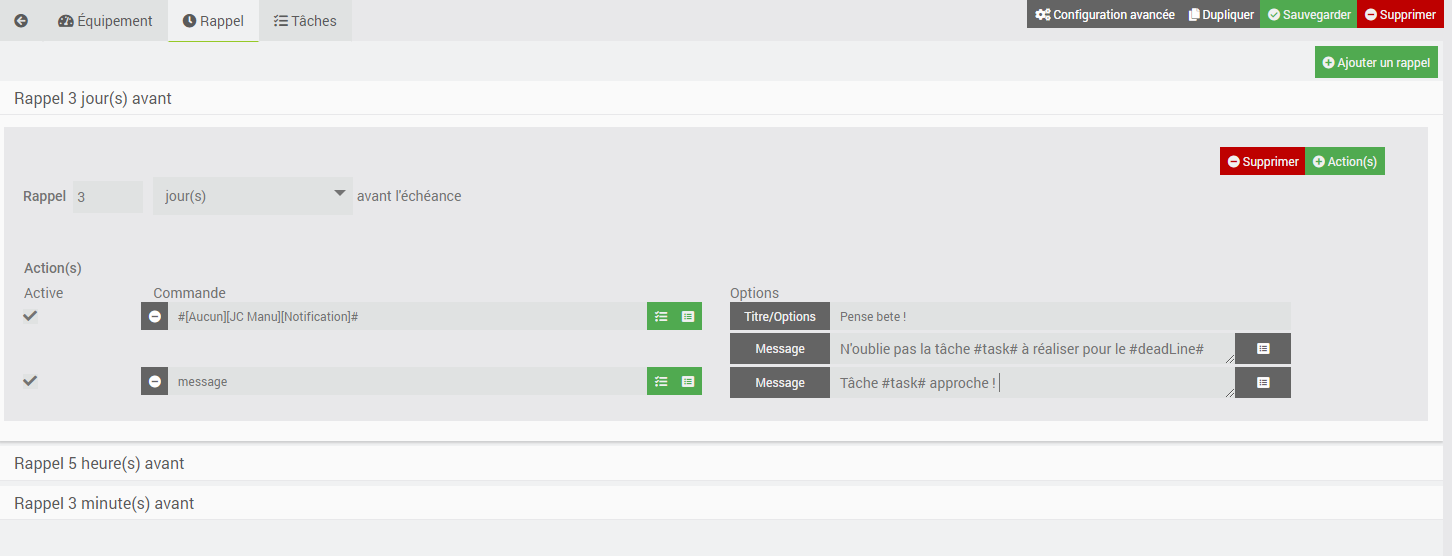 Équipement Rappel Tâches Configuration avancée Dupliquer Sauvegarder Supprimer
Ajouter un rappel
Rappel 3 jour(s) avant
Supprimer Action(s)
Rappel 3 jour(s) avant l'échéance
Action(s)
Active Commande Options
#[Aucun][JC Manu][Notification]# Titre/Options Pense bete !
Message N'oublie pas la tâche #task# à réaliser pour le #deadLine#
message Message Tâche #task# approche !
Rappel 5 heure(s) avant
Rappel 3 minute(s) avant